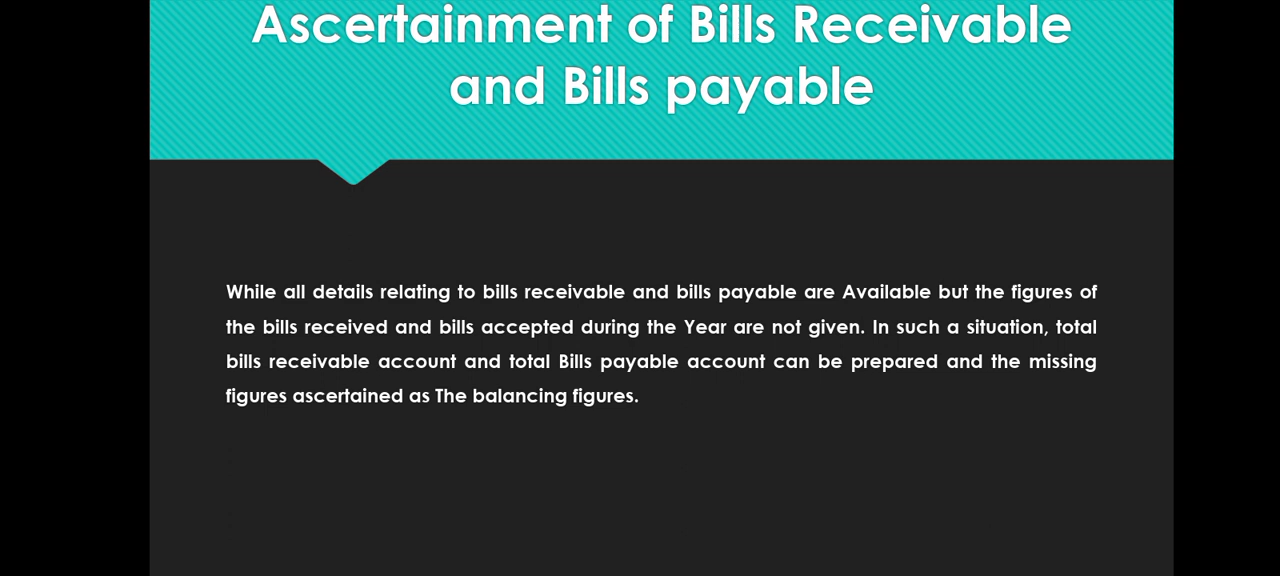 Ascertainment of Bills Receivable
and Bills payable
While all details relating to bills receivable and bills payable are Available but the figures of
the bills received and bills accepted during the Year are not given. In such a situation, total
bills receivable account and total Bills payable account can be prepared and the missing
figures ascertained as The balancing figures.